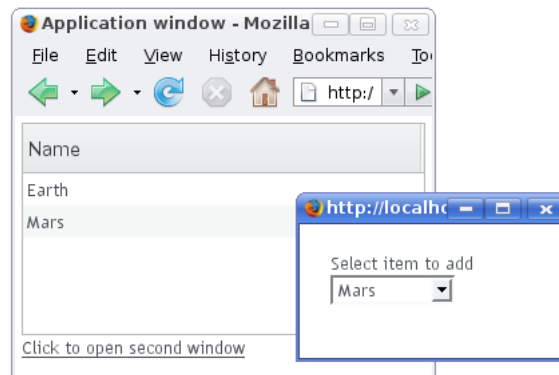 Application window - Mozilla
File Edit View History Bookmarks
http:/
Name
Earth
Mars
Click to open second window
http://localho
Select item to add
Mars